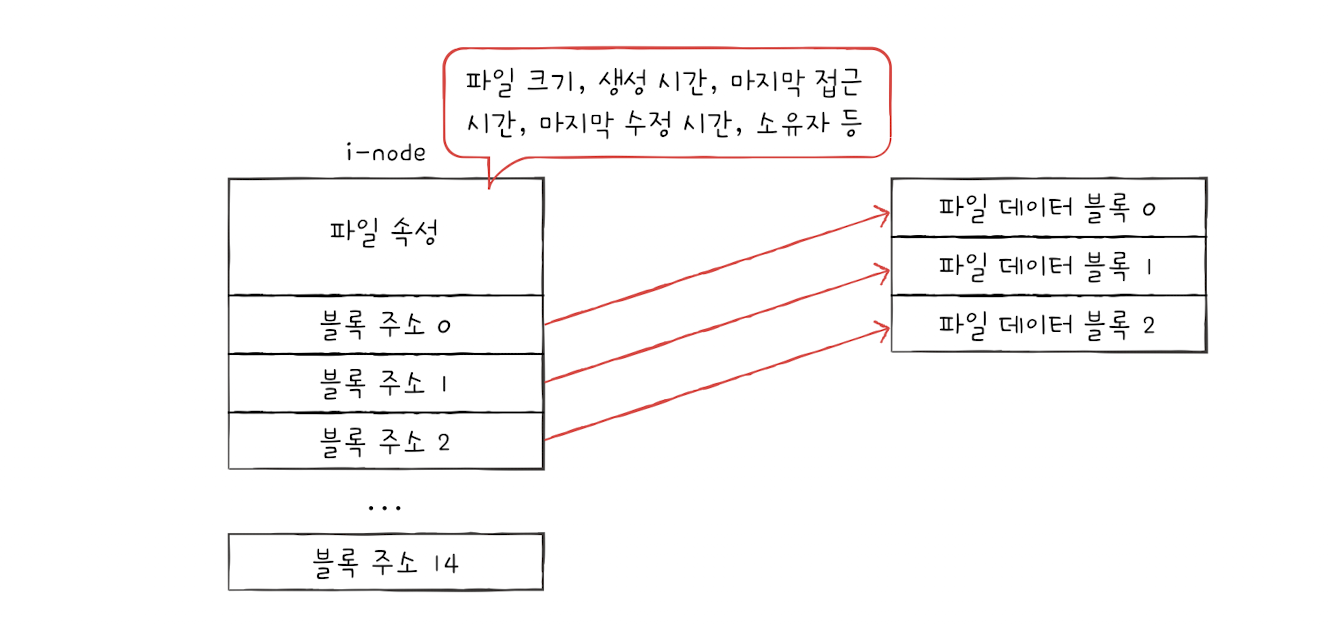 파일 크기, 생성 시간, 마지막 접근
시간, 마지막 수정 시간, 소유자 등
i-node
파일 속성
블록 주소 0
블록 주소 1
블록 주소 2
...
블록 주소 14
파일 데이터 블록 0
파일 데이터 블록 1
파일 데이터 블록 2